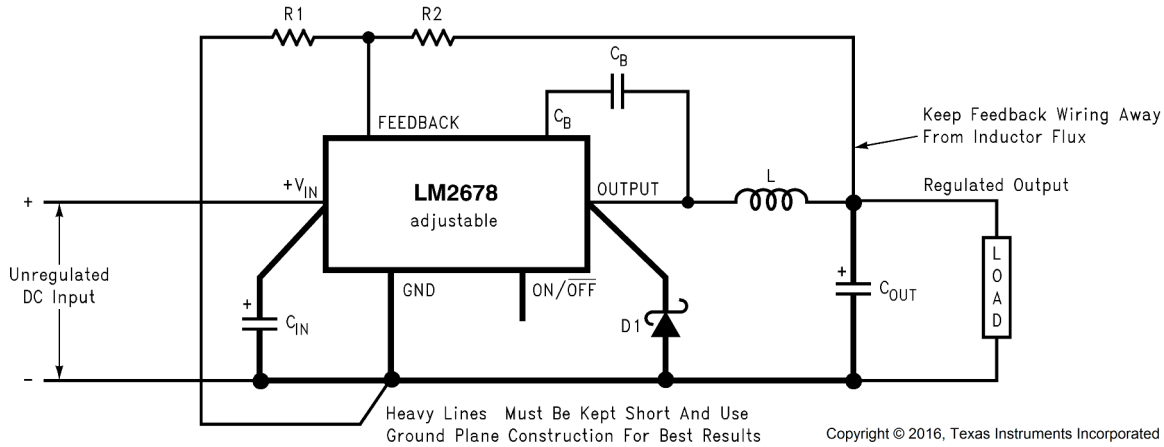 R1
R2
C_B
C_B
FEEDBACK
Keep Feedback Wiring Away
From Inductor Flux
+V_IN
LM2678
adjustable
OUTPUT
L
Regulated Output
+
Unregulated
DC Input
-
GND
ON/O̅F̅F̅
+
C_IN
D1
+
C_OUT
LOAD
Heavy Lines Must Be Kept Short And Use
Ground Plane Construction For Best Results
Copyright © 2016, Texas Instruments Incorporated